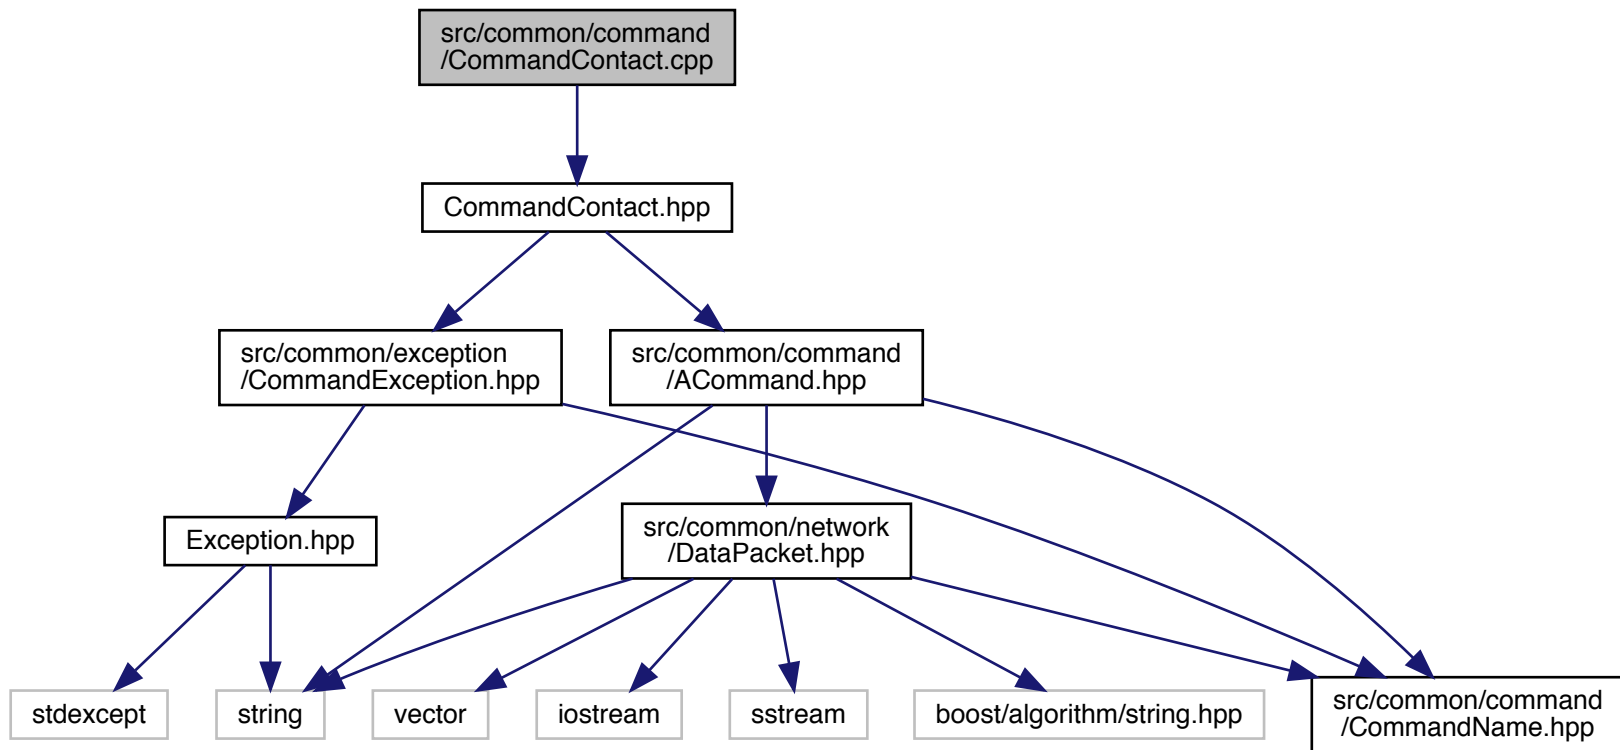 src/common/command
/CommandContact.cpp
CommandContact.hpp
src/common/exception
/CommandException.hpp
src/common/command
/ACommand.hpp
Exception.hpp
src/common/network
/DataPacket.hpp
stdexcept
string
vector
iostream
sstream
boost/algorithm/string.hpp
src/common/command
/CommandName.hpp